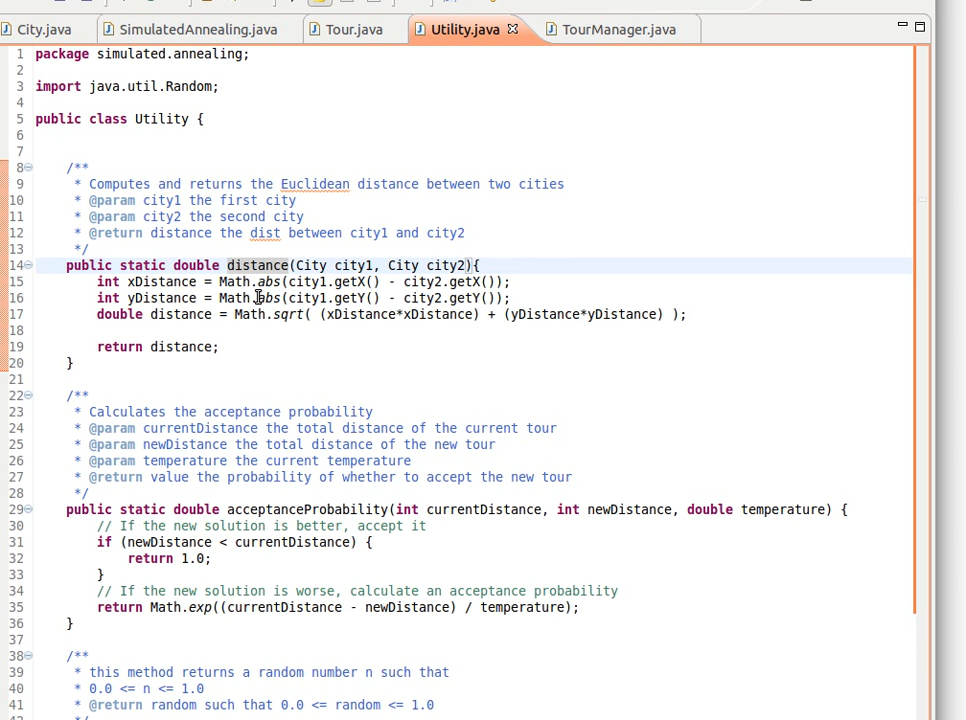 City.java SimulatedAnnealing.java Tour.java Utility.java TourManager.java
1 package simulated.annealing;
2
3 import java.util.Random;
4
5 public class Utility {
6
7
8 /**
9 * Computes and returns the Euclidean distance between two cities
10 * @param city1 the first city
11 * @param city2 the second city
12 * @return distance the dist between city1 and city2
13 */
14 public static double distance(City city1, City city2){
15 int xDistance = Math.abs(city1.getX() - city2.getX());
16 int yDistance = Math.abs(city1.getY() - city2.getY());
17 double distance = Math.sqrt( (xDistance*xDistance) + (yDistance*yDistance) );
18
19 return distance;
20 }
21
22 /**
23 * Calculates the acceptance probability
24 * @param currentDistance the total distance of the current tour
25 * @param newDistance the total distance of the new tour
26 * @param temperature the current temperature
27 * @return value the probability of whether to accept the new tour
28 */
29 public static double acceptanceProbability(int currentDistance, int newDistance, double temperature) {
30 // If the new solution is better, accept it
31 if (newDistance < currentDistance) {
32 return 1.0;
33 }
34 // If the new solution is worse, calculate an acceptance probability
35 return Math.exp((currentDistance - newDistance) / temperature);
36 }
37
38 /**
39 * this method returns a random number n such that
40 * 0.0 <= n <= 1.0
41 * @return random such that 0.0 <= random <= 1.0